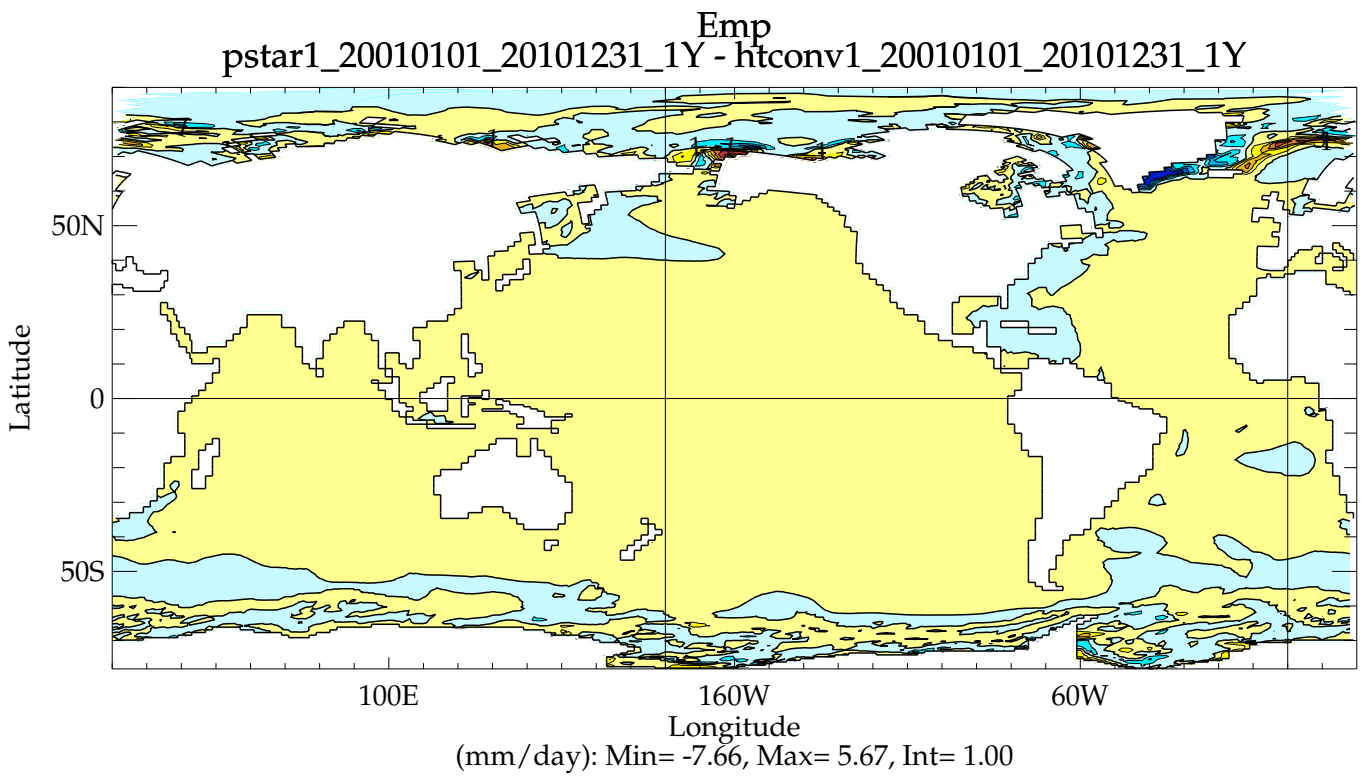 Emp
pstar1_20010101_20101231_1Y - htconv1_20010101_20101231_1Y
50N
0
50S
Latitude
100E 160W 60W
Longitude
(mm/day): Min= -7.66, Max= 5.67, Int= 1.00